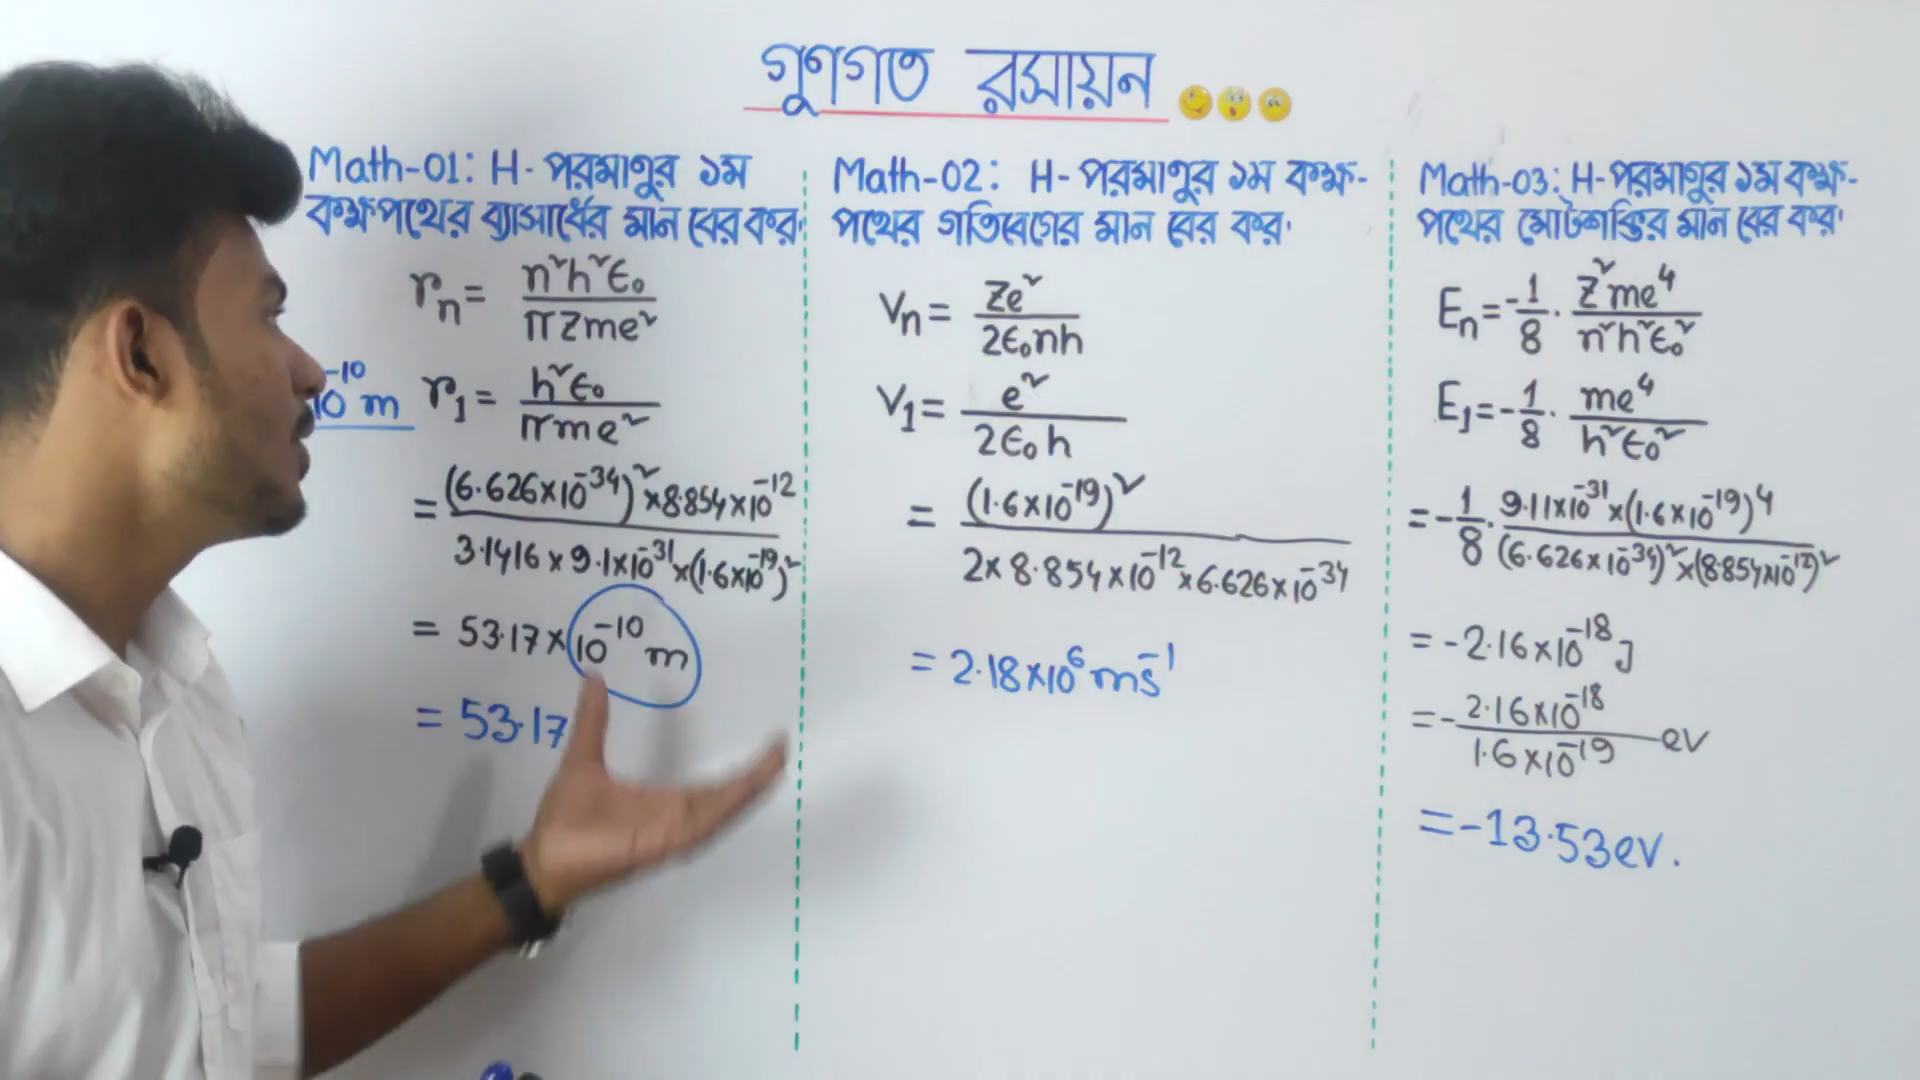 গুণগত রসায়ন
Math-01: H-পরমাণুর ১ম
কক্ষপথের ব্যাসার্ধের মান বের কর।
rₙ = n²h²ϵ₀ / πZme²
10⁻¹⁰ m
r₁ = h²ϵ₀ / πme²
= (6.626×10⁻³⁴)²×8.854×10⁻¹² / 3.1416×9.1×10⁻³¹×(1.6×10⁻¹⁹)²
= 53.17×10⁻¹⁰ m
= 53.17
Math-02: H-পরমাণুর ১ম কক্ষ-
পথের গতিবেগের মান বের কর।
Vₙ = Ze² / 2ϵ₀nh
V₁ = e² / 2ϵ₀h
= (1.6×10⁻¹⁹)² / 2×8.854×10⁻¹²×6.626×10⁻³⁴
= 2.18×10⁶ ms⁻¹
Math-03: H-পরমাণুর ১ম কক্ষ-
পথের মোটশক্তির মান বের কর।
Eₙ = -1/8 · Z²me⁴ / n²h²ϵ₀²
E₁ = -1/8 · me⁴ / h²ϵ₀²
= -1/8 · 9.11×10⁻³¹×(1.6×10⁻¹⁹)⁴ / (6.626×10⁻³⁴)²×(8.854×10⁻¹²)²
= -2.16×10⁻¹⁸ J
= - 2.16×10⁻¹⁸ / 1.6×10⁻¹⁹ ev
= -13.53 ev.